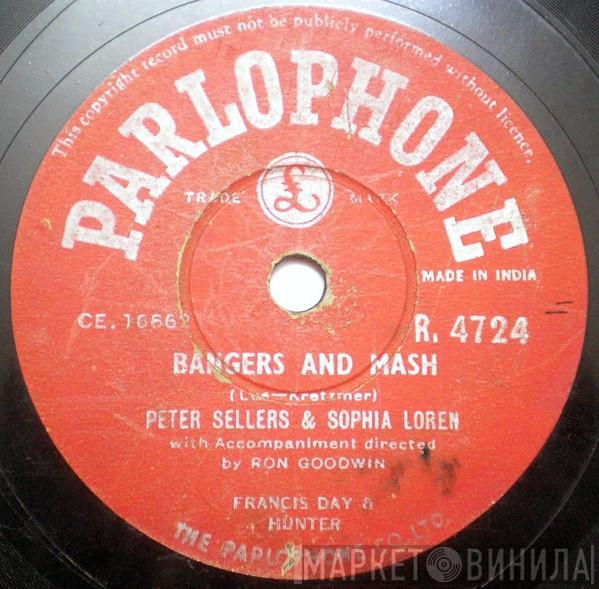 This copyright record must not be publicly performed without licence.
PARLOPHONE
TRADE £ MARK
MADE IN INDIA
CE. 16662
R. 4724
BANGERS AND MASH
(Lee—Kretzmer)
PETER SELLERS & SOPHIA LOREN
with Accompaniment directed
by RON GOODWIN
FRANCIS DAY &
HUNTER
THE PARLOPHONE CO. LTD.
МАРКЕТ ВИНИЛА